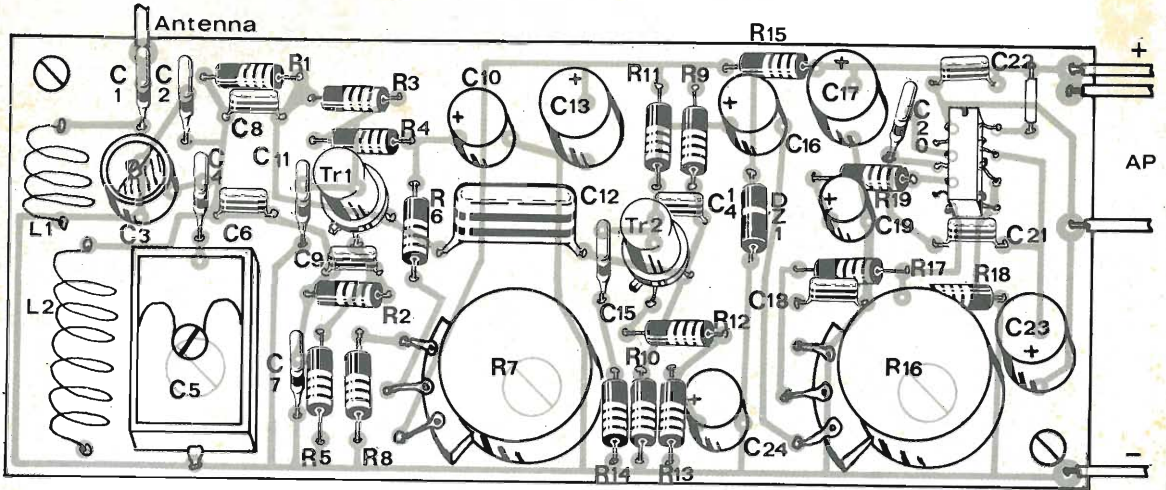 Antenna
+
R15
C1
C2
R1
R3
C10
C13
R11
R9
C17
C22
C8
R4
C20
C16
C11
Tr1
AP
C4
R6
C12
C14
DZ1
R19
C19
Tr2
L1
C3
C6
C21
C9
R17
R18
L2
C18
R2
C15
R12
C23
C7
R10
C5
R7
R16
R5
R8
C24
R14
R13
-